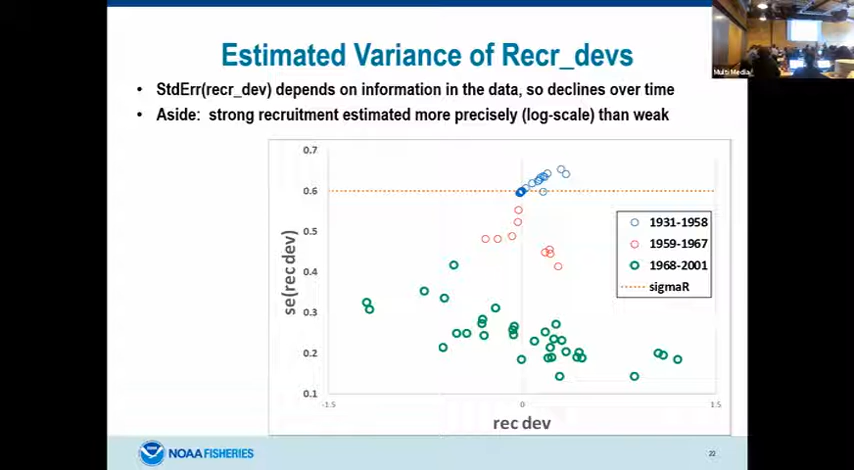 Multi Media
Estimated Variance of Recr_devs
• StdErr(recr_dev) depends on information in the data, so declines over time
• Aside: strong recruitment estimated more precisely (log-scale) than weak
0.7
0.6
0.5
0.4
0.3
0.2
0.1
se(rec dev)
-1.5
0
1.5
rec dev
1931-1958
1959-1967
1968-2001
sigmaR
NOAA FISHERIES
22